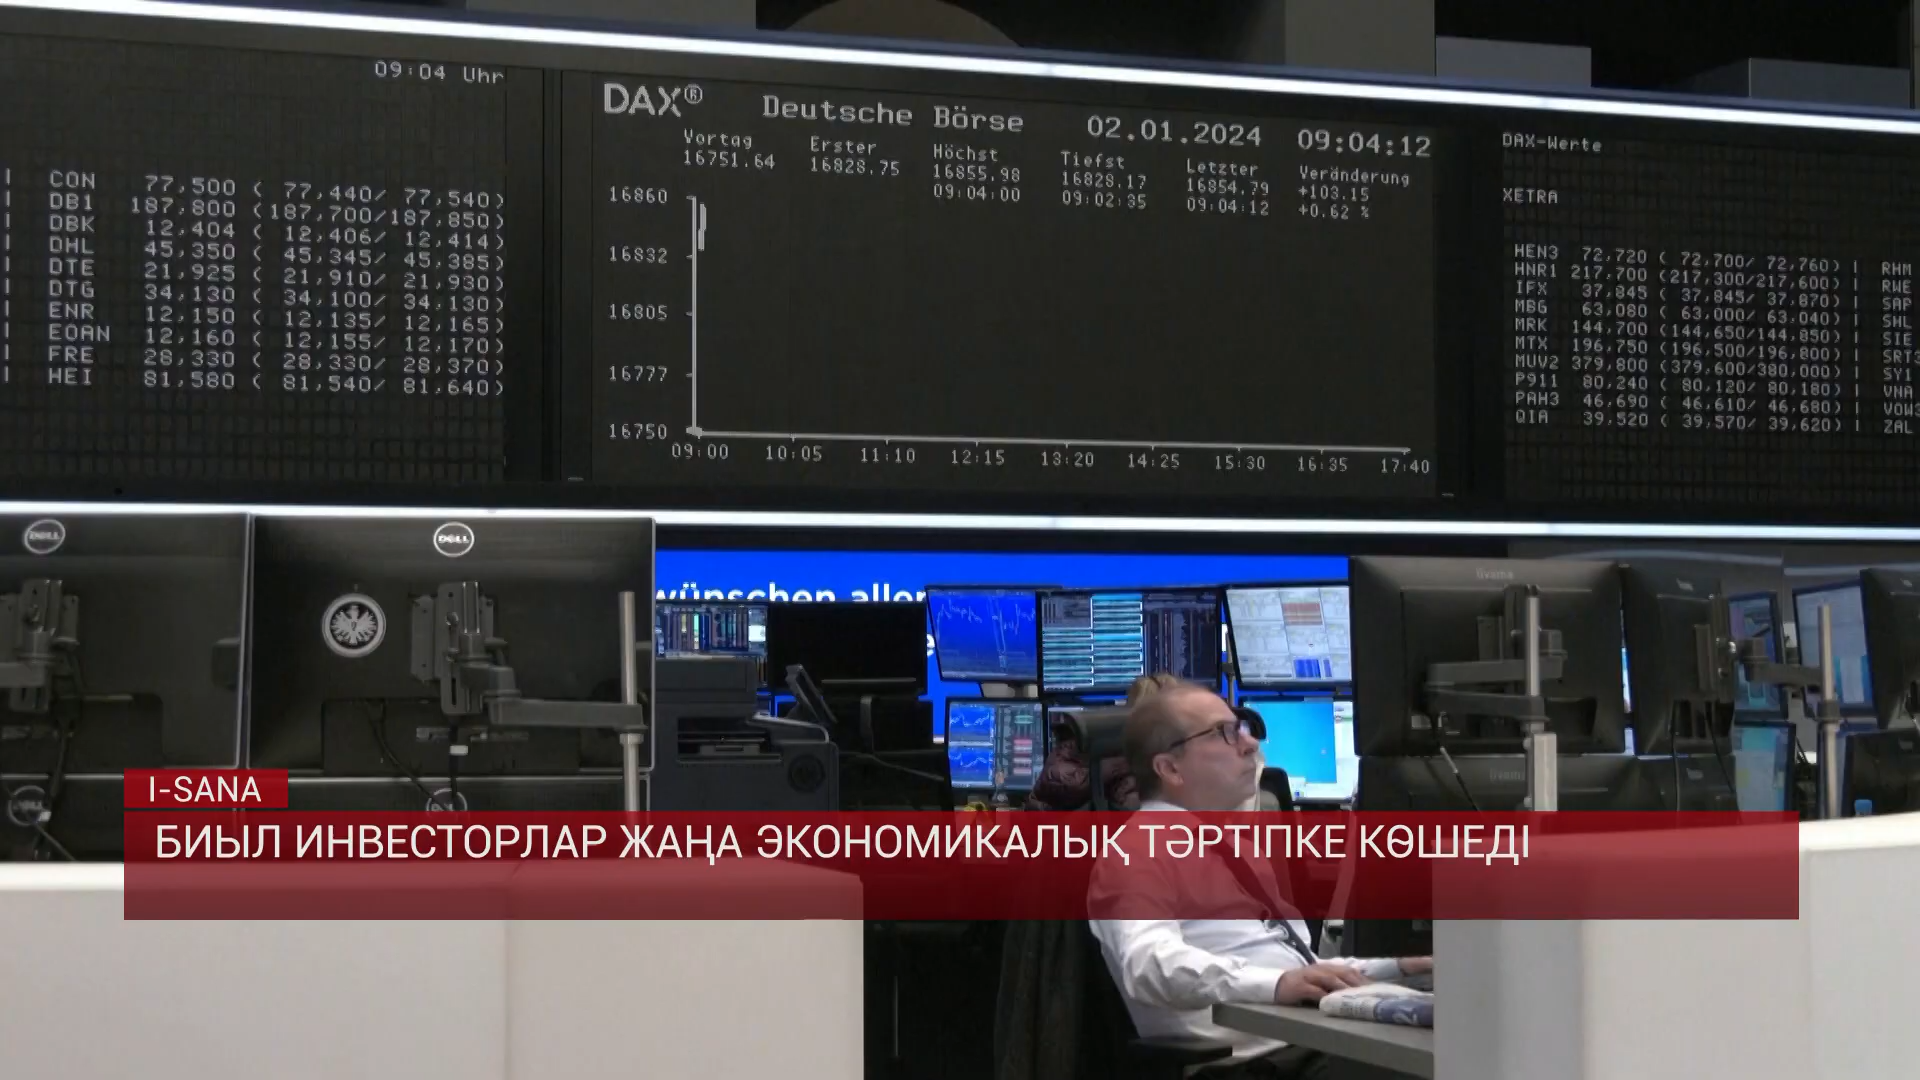 09:04 Uhr
CON 77,500 ( 77,440/ 77,540)
DB1 187,800 (187,700/187,850)
DBK 12,404 ( 12,406/ 12,414)
DHL 45,350 ( 45,345/ 45,385)
DTE 21,925 ( 21,910/ 21,930)
DTG 34,130 ( 34,100/ 34,130)
ENR 12,150 ( 12,135/ 12,165)
EOAN 12,160 ( 12,155/ 12,170)
FRE 28,330 ( 28,330/ 28,370)
HEI 81,580 ( 81,540/ 81,640)
DAX® Deutsche Börse 02.01.2024 09:04:12
Vortag Erster Höchst Tiefst Letzter Veränderung
16751.64 16828.75 16855.98 16828.17 16854.79 +103.15
09:04:00 09:02:35 09:04:12 +0.62 %
16860
16832
16805
16777
16750
09:00 10:05 11:10 12:15 13:20 14:25 15:30 16:35 17:40
DAX-Werte
XETRA
HEN3 72,720 ( 72,700/ 72,760) | RHM
HNR1 217,700 (217,300/217,600) | RWE
IFX 37,845 ( 37,845/ 37,870) | SAP
MBG 63,080 ( 63,000/ 63,040) | SHL
MRK 144,700 (144,650/144,850) | SIE
MTX 196,750 (196,500/196,800) | SRT3
MUV2 379,800 (379,600/380,000) | SY1
P911 80,240 ( 80,120/ 80,180) | VNA
PAH3 46,690 ( 46,610/ 46,680) | VOW3
QIA 39,520 ( 39,570/ 39,620) | ZAL
DELL
DELL
wünschen allen
iiyama
I-SANA
БИЫЛ ИНВЕСТОРЛАР ЖАҢА ЭКОНОМИКАЛЫҚ ТӘРТІПКЕ КӨШЕДІ